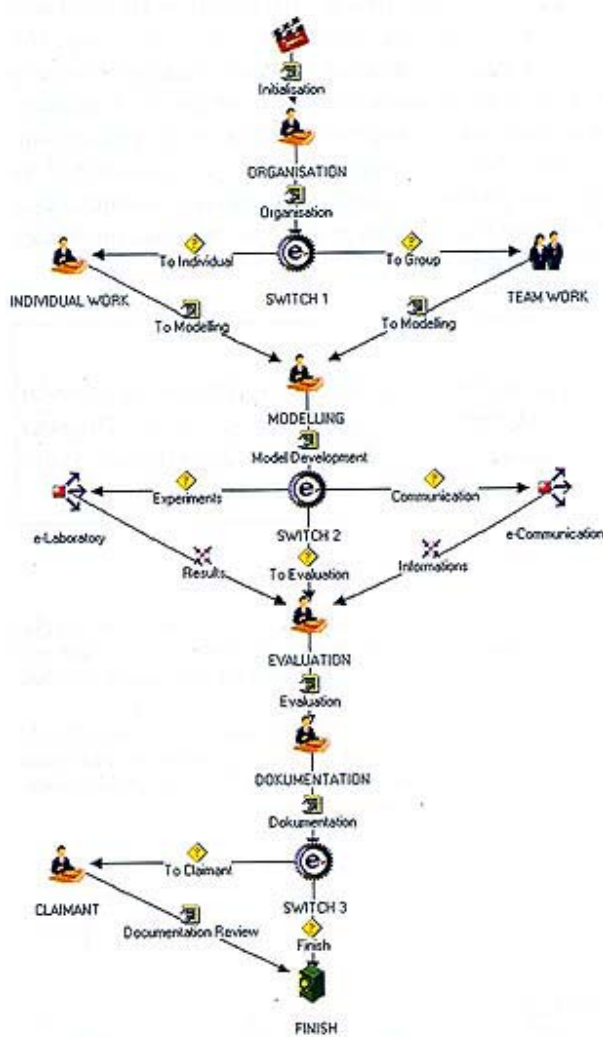 Initialisation
ORGANISATION
Organisation
To Individual
To Group
INDIVIDUAL WORK
SWITCH 1
TEAM WORK
To Modelling
To Modelling
MODELLING
Model Development
Experiments
Communication
e-Laboratory
SWITCH 2
e-Communication
Results
To Evaluation
Informations
EVALUATION
Evaluation
DOKUMENTATION
Dokumentation
To Claimant
CLAIMANT
SWITCH 3
Documentation Review
Finish
FINISH